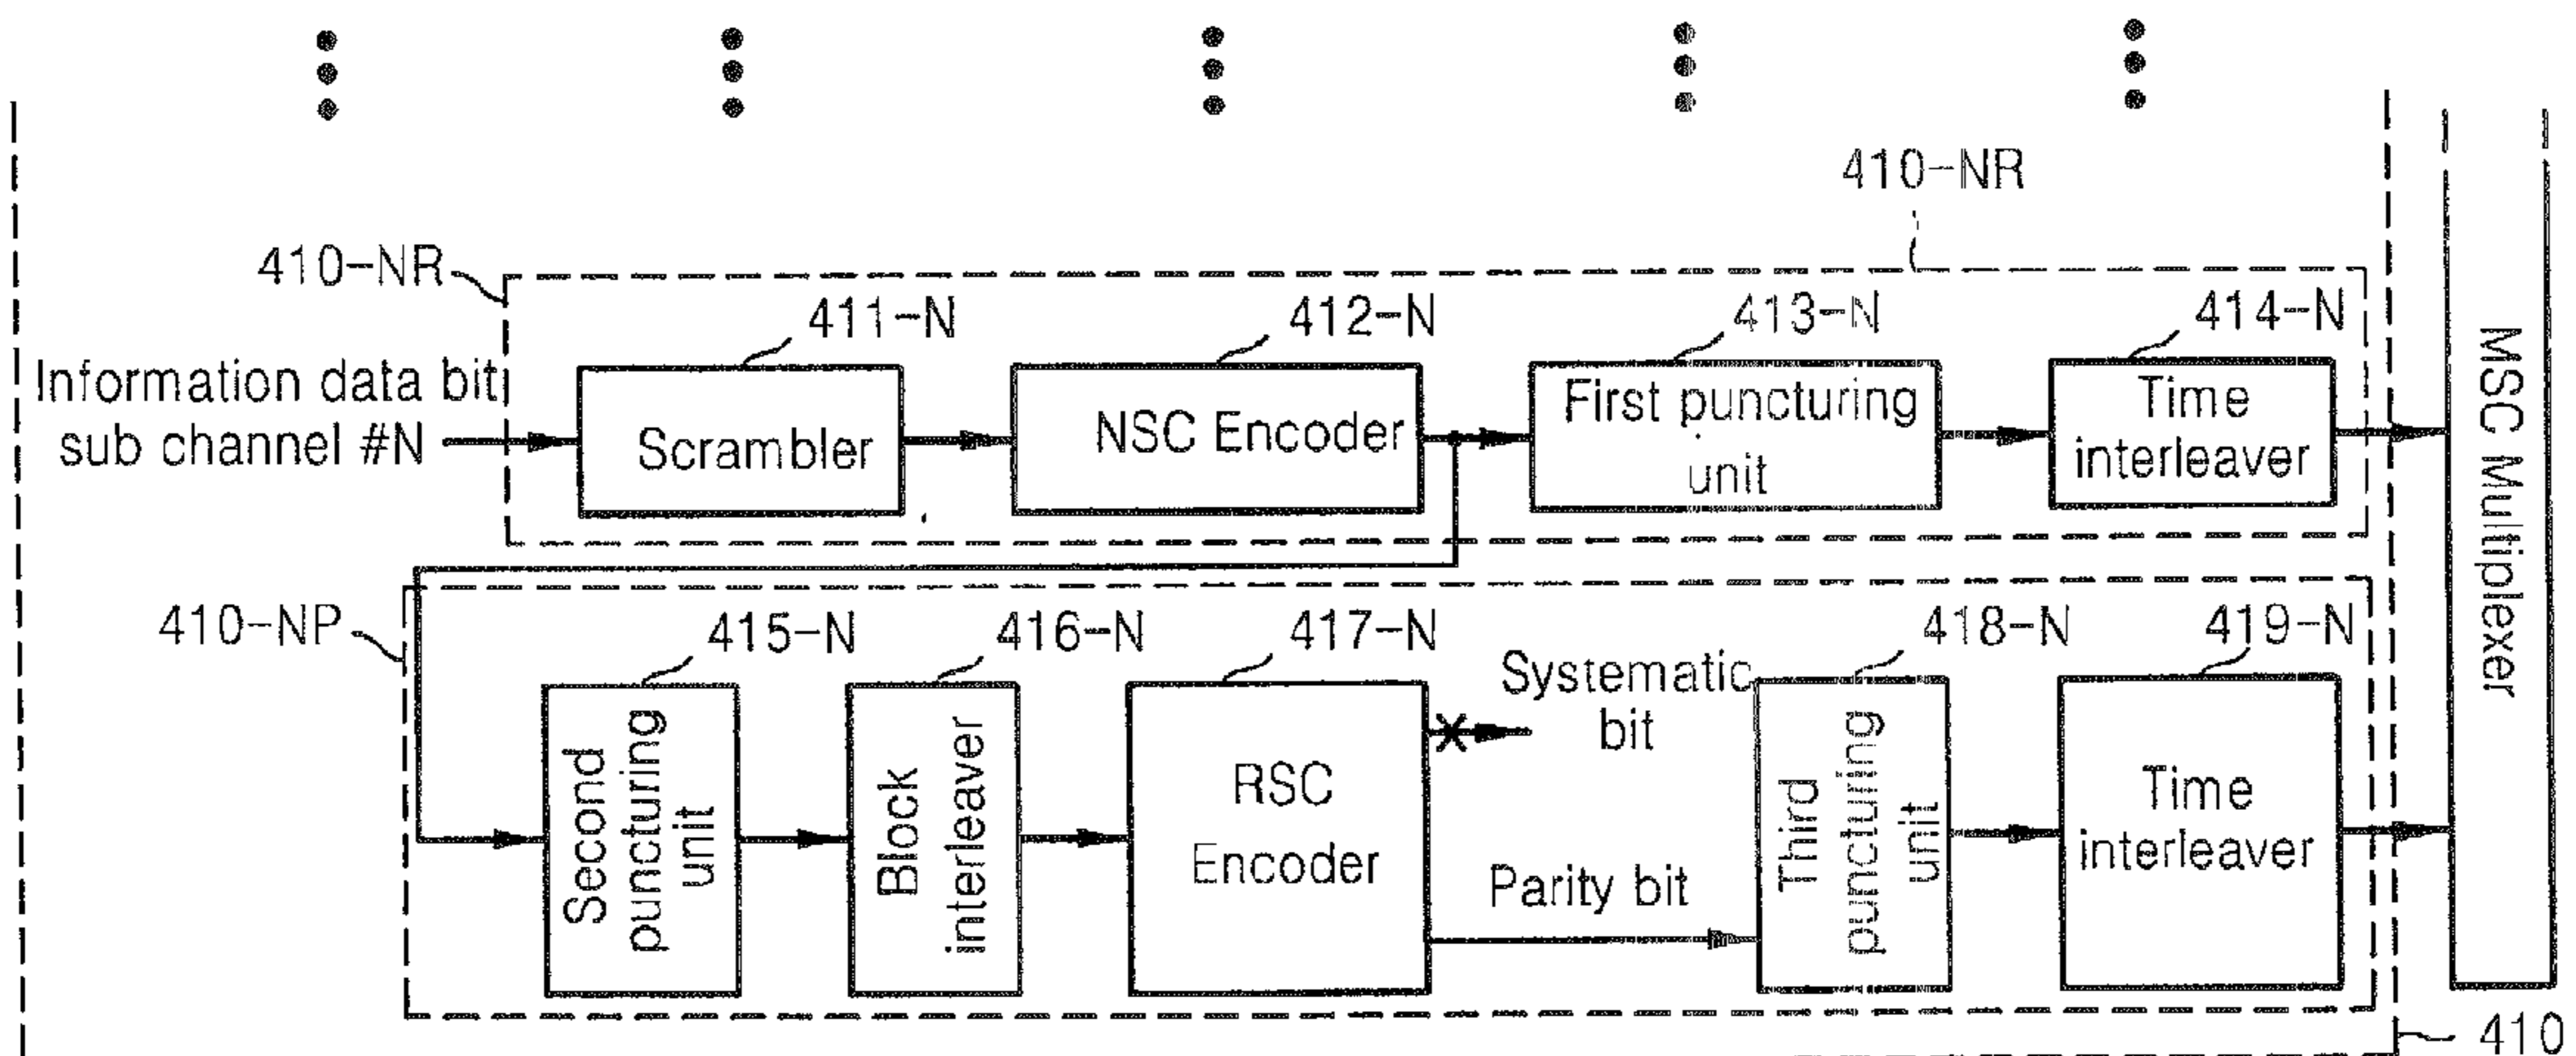 410-NR
410-NR
411-N
412-N
413-N
414-N
Information data bit
sub channel #N
Scrambler
NSC Encoder
First puncturing
unit
Time
interleaver
MSC Multiplexer
410-NP
415-N
416-N
417-N
418-N
419-N
Second
puncturing
unit
Block
interleaver
RSC
Encoder
Systematic
bit
Parity bit
Third
puncturing
unit
Time
interleaver
410